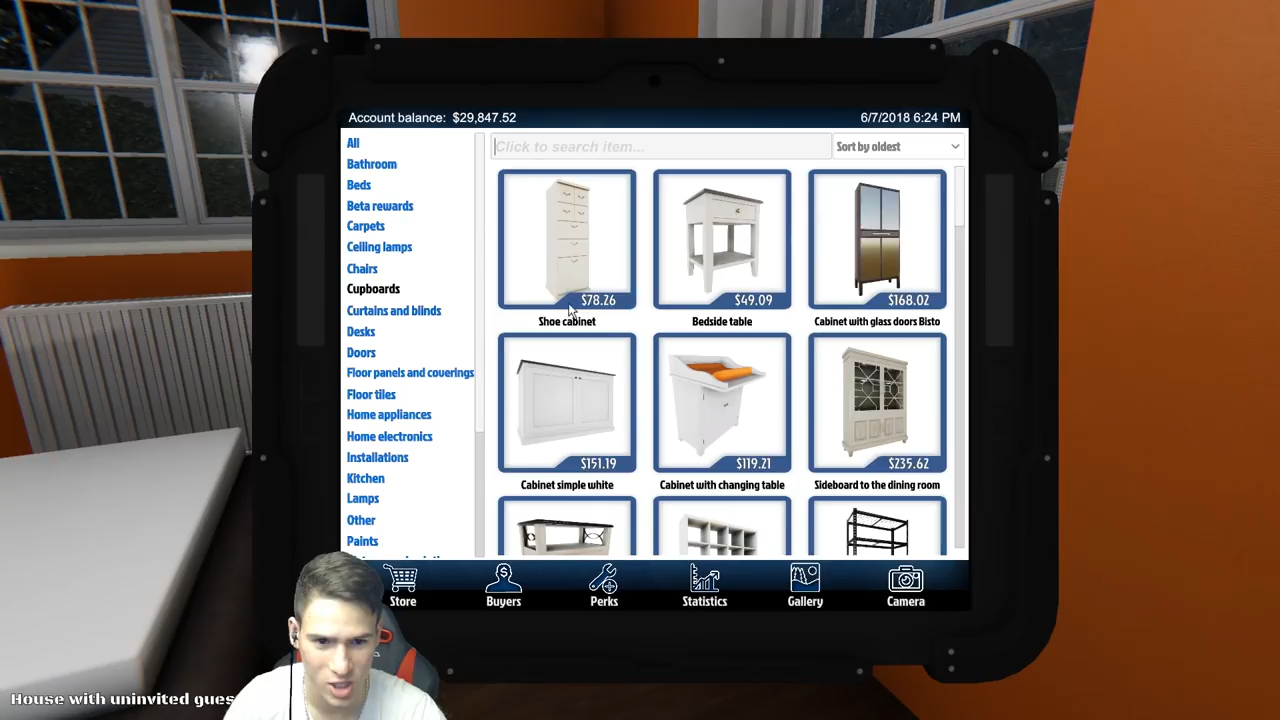 Account balance: $29,847.52
6/7/2018 6:24 PM
All
Bathroom
Beds
Beta rewards
Carpets
Ceiling lamps
Chairs
Cupboards
Curtains and blinds
Desks
Doors
Floor panels and coverings
Floor tiles
Home appliances
Home electronics
Installations
Kitchen
Lamps
Other
Paints
Click to search item...
Sort by oldest
$78.26
$49.09
$168.02
Shoe cabinet
Bedside table
Cabinet with glass doors Bisto
$151.19
$119.21
$235.62
Cabinet simple white
Cabinet with changing table
Sideboard to the dining room
Store
Buyers
Perks
Statistics
Gallery
Camera
House with uninvited gues